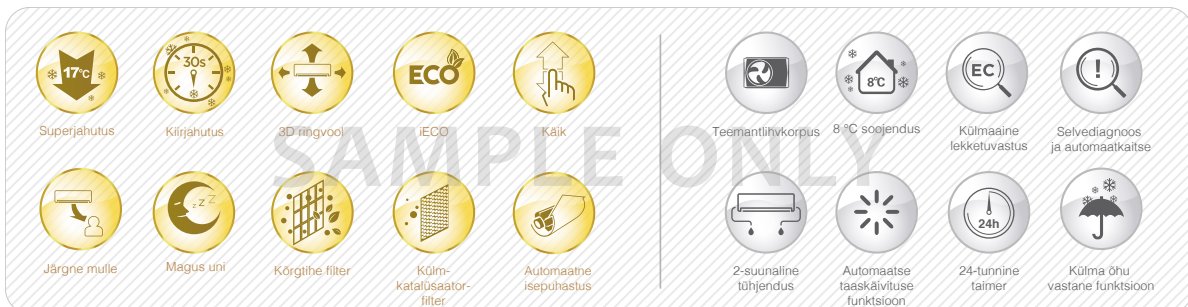 17°C
30s
ECO
8°C
EC
!
Superjahutus
Kiirjahutus
3D ringvool
iECO
Käik
Teemantlihvkorpus
8 °C soojendus
Külmaaine
lekketuvastus
Selvediagnoos
ja automaatkaitse
SAMPLE ONLY
z z z
24h
Järgne mulle
Magus uni
Kõrgtihe filter
Külm-
katalüsaator-
filter
Automaatne
isepuhastus
2-suunaline
tühjendus
Automaatse
taaskäivituse
funktsioon
24-tunnine
taimer
Külma õhu
vastane funktsioon